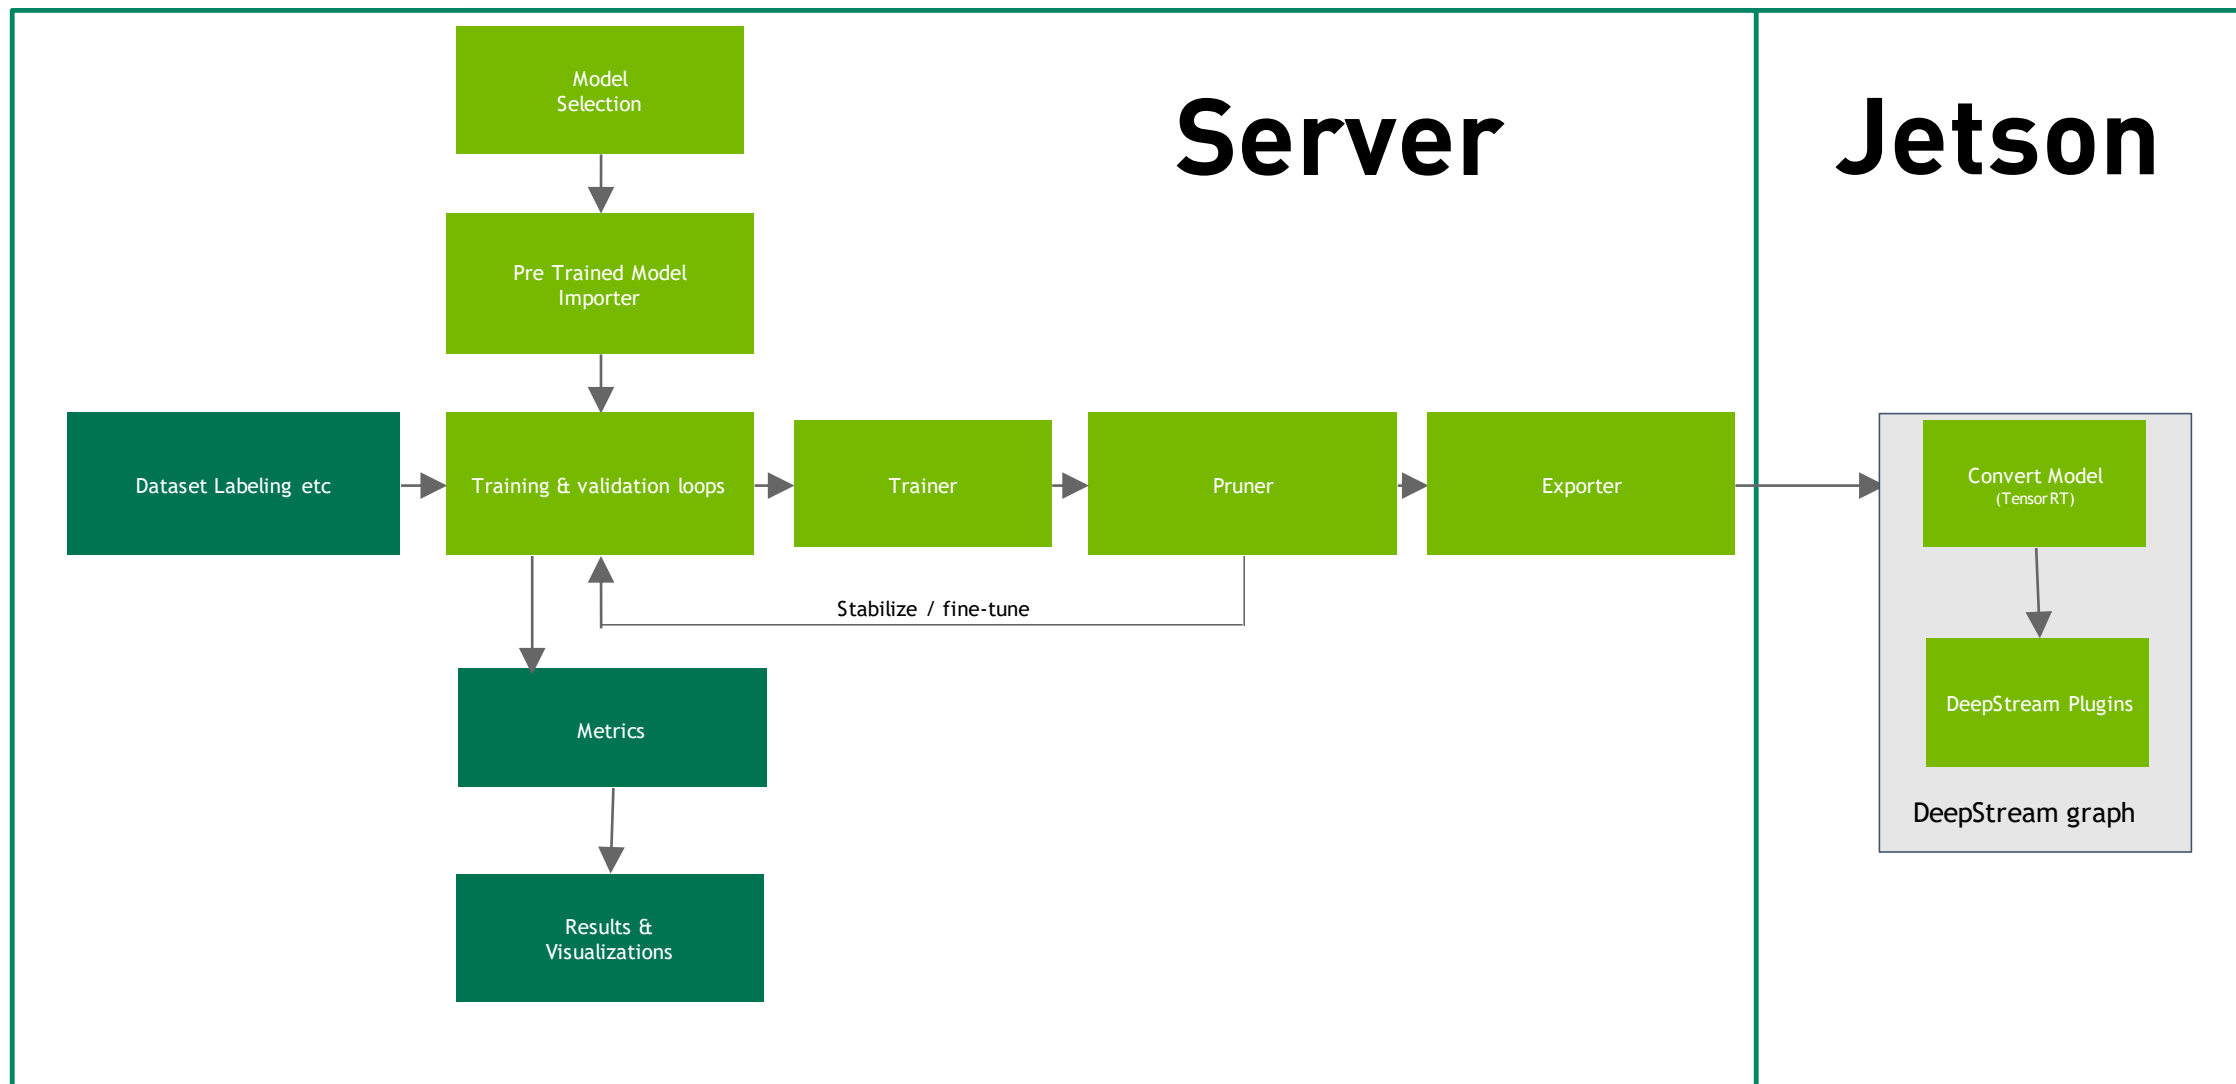 Model
Selection
Server
Jetson
Pre Trained Model
Importer
Dataset Labeling etc
Training & validation loops
Trainer
Pruner
Exporter
Convert Model
(TensorRT)
Stabilize / fine-tune
Metrics
DeepStream Plugins
DeepStream graph
Results &
Visualizations